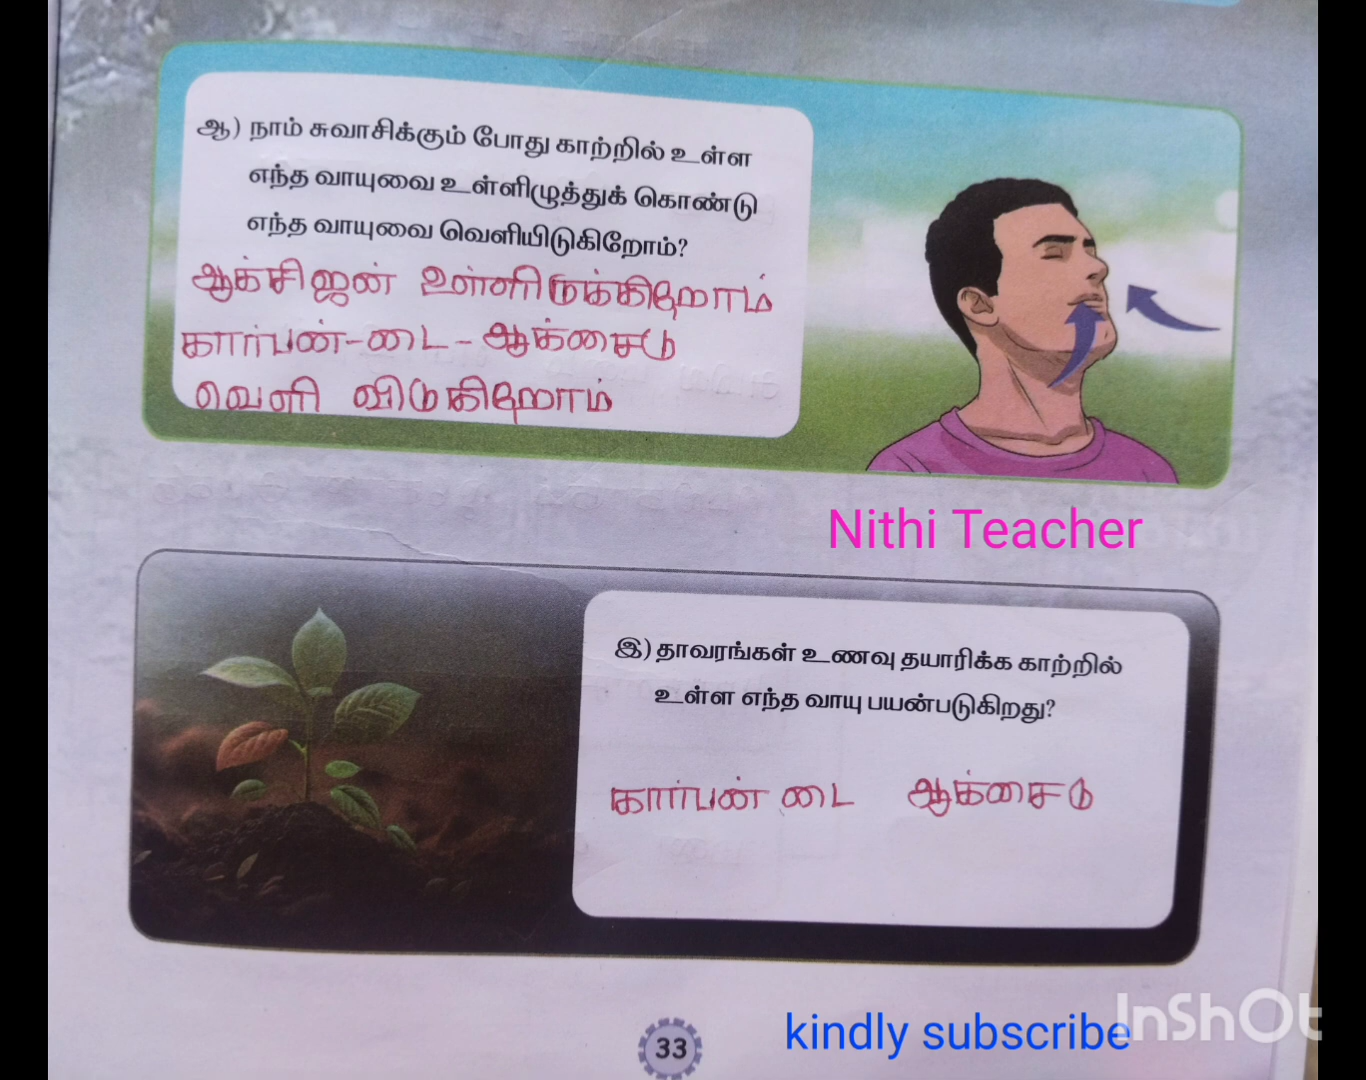 ஆ) நாம் சுவாசிக்கும் போது காற்றில் உள்ள
எந்த வாயுவை உள்ளிழுத்துக் கொண்டு
எந்த வாயுவை வெளியிடுகிறோம்?
ஆக்சிஜன் உள்ளிடுக்கிறோம்
கார்பன்-டை-ஆக்சைடு
வெளி விடுகிறோம்
Nithi Teacher
இ) தாவரங்கள் உணவு தயாரிக்க காற்றில்
உள்ள எந்த வாயு பயன்படுகிறது?
கார்பன் டை ஆக்சைடு
33
kindly subscribe
InShOt